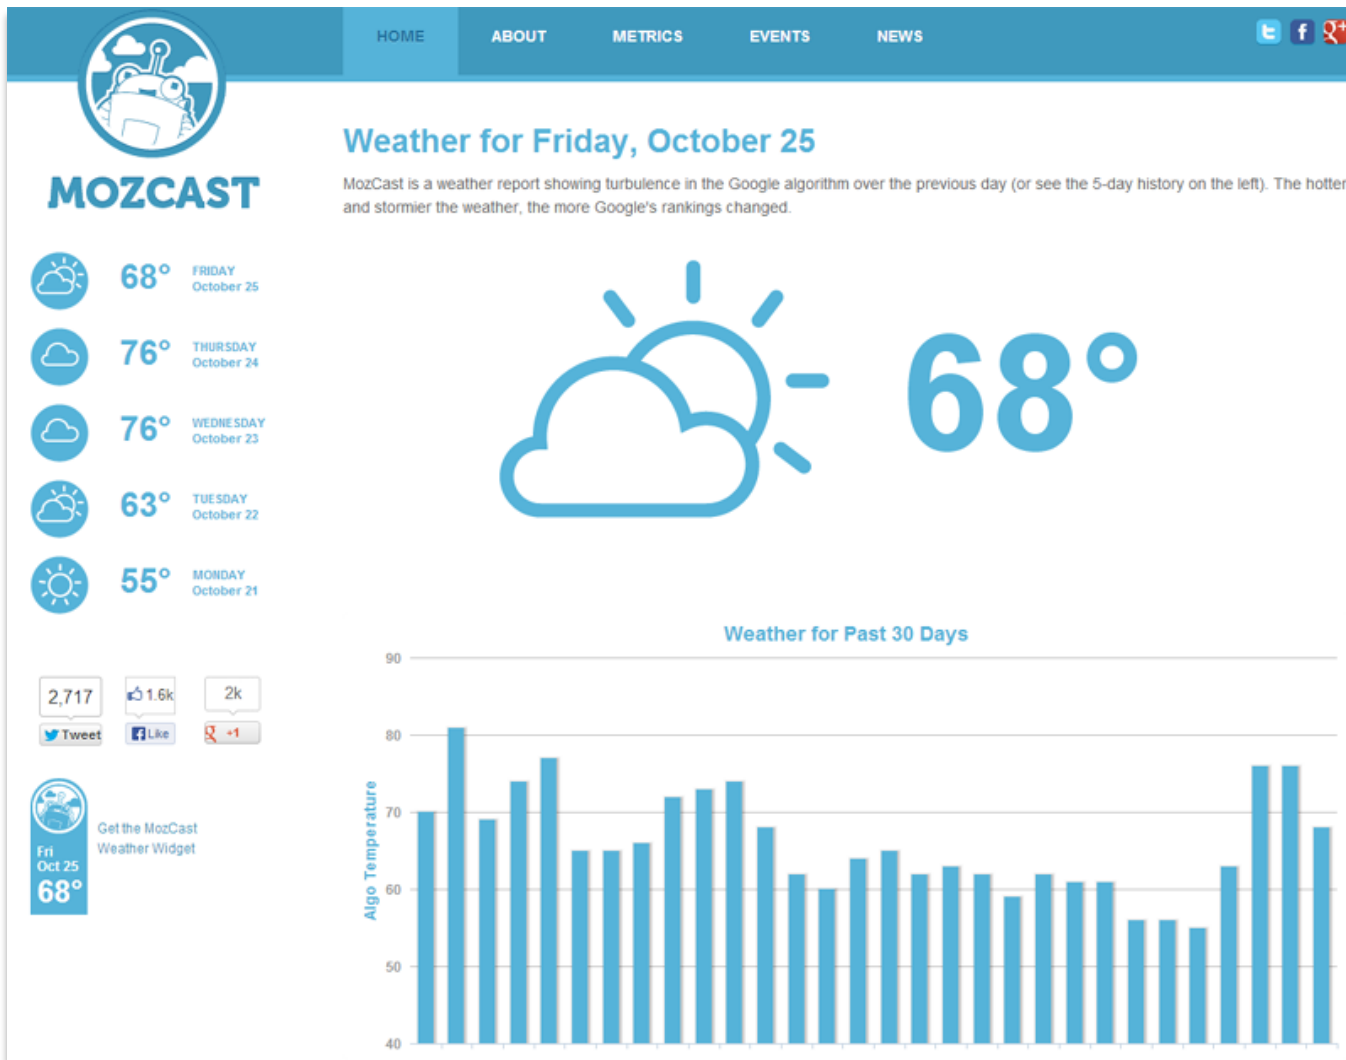 HOME ABOUT METRICS EVENTS NEWS
MOZCAST
68° FRIDAY
October 25
76° THURSDAY
October 24
76° WEDNESDAY
October 23
63° TUESDAY
October 22
55° MONDAY
October 21
2,717 1.6k 2k
Tweet Like +1
Fri
Oct 25
68°
Get the MozCast
Weather Widget
Weather for Friday, October 25
MozCast is a weather report showing turbulence in the Google algorithm over the previous day (or see the 5-day history on the left). The hotter
and stormier the weather, the more Google's rankings changed.
68°
Weather for Past 30 Days
Algo Temperature
90
80
70
60
50
40